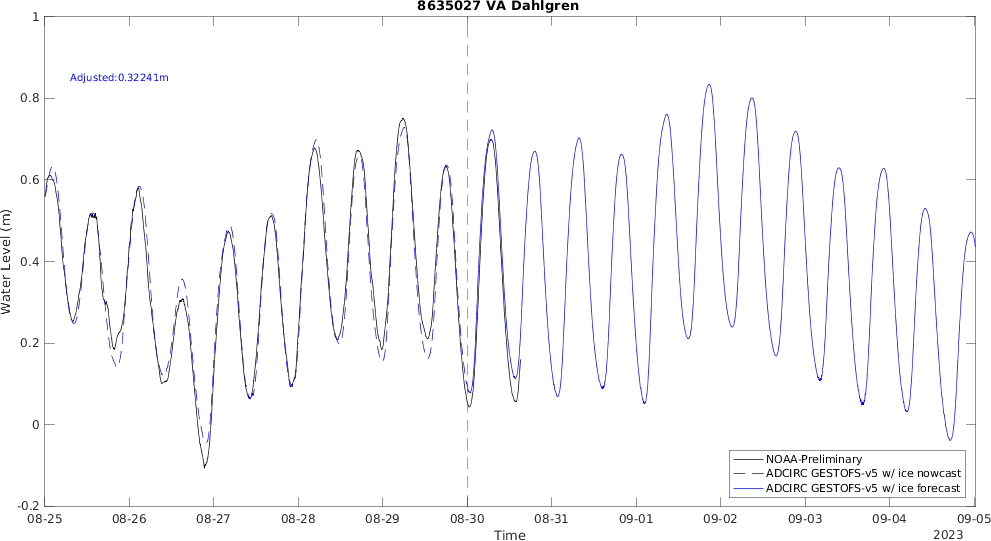 8635027 VA Dahlgren
Adjusted:0.32241m
Water Level (m)
1
0.8
0.6
0.4
0.2
0
-0.2
08-25 08-26 08-27 08-28 08-29 08-30 08-31 09-01 09-02 09-03 09-04 09-05
Time
2023
NOAA-Preliminary
ADCIRC GESTOFS-v5 w/ ice nowcast
ADCIRC GESTOFS-v5 w/ ice forecast